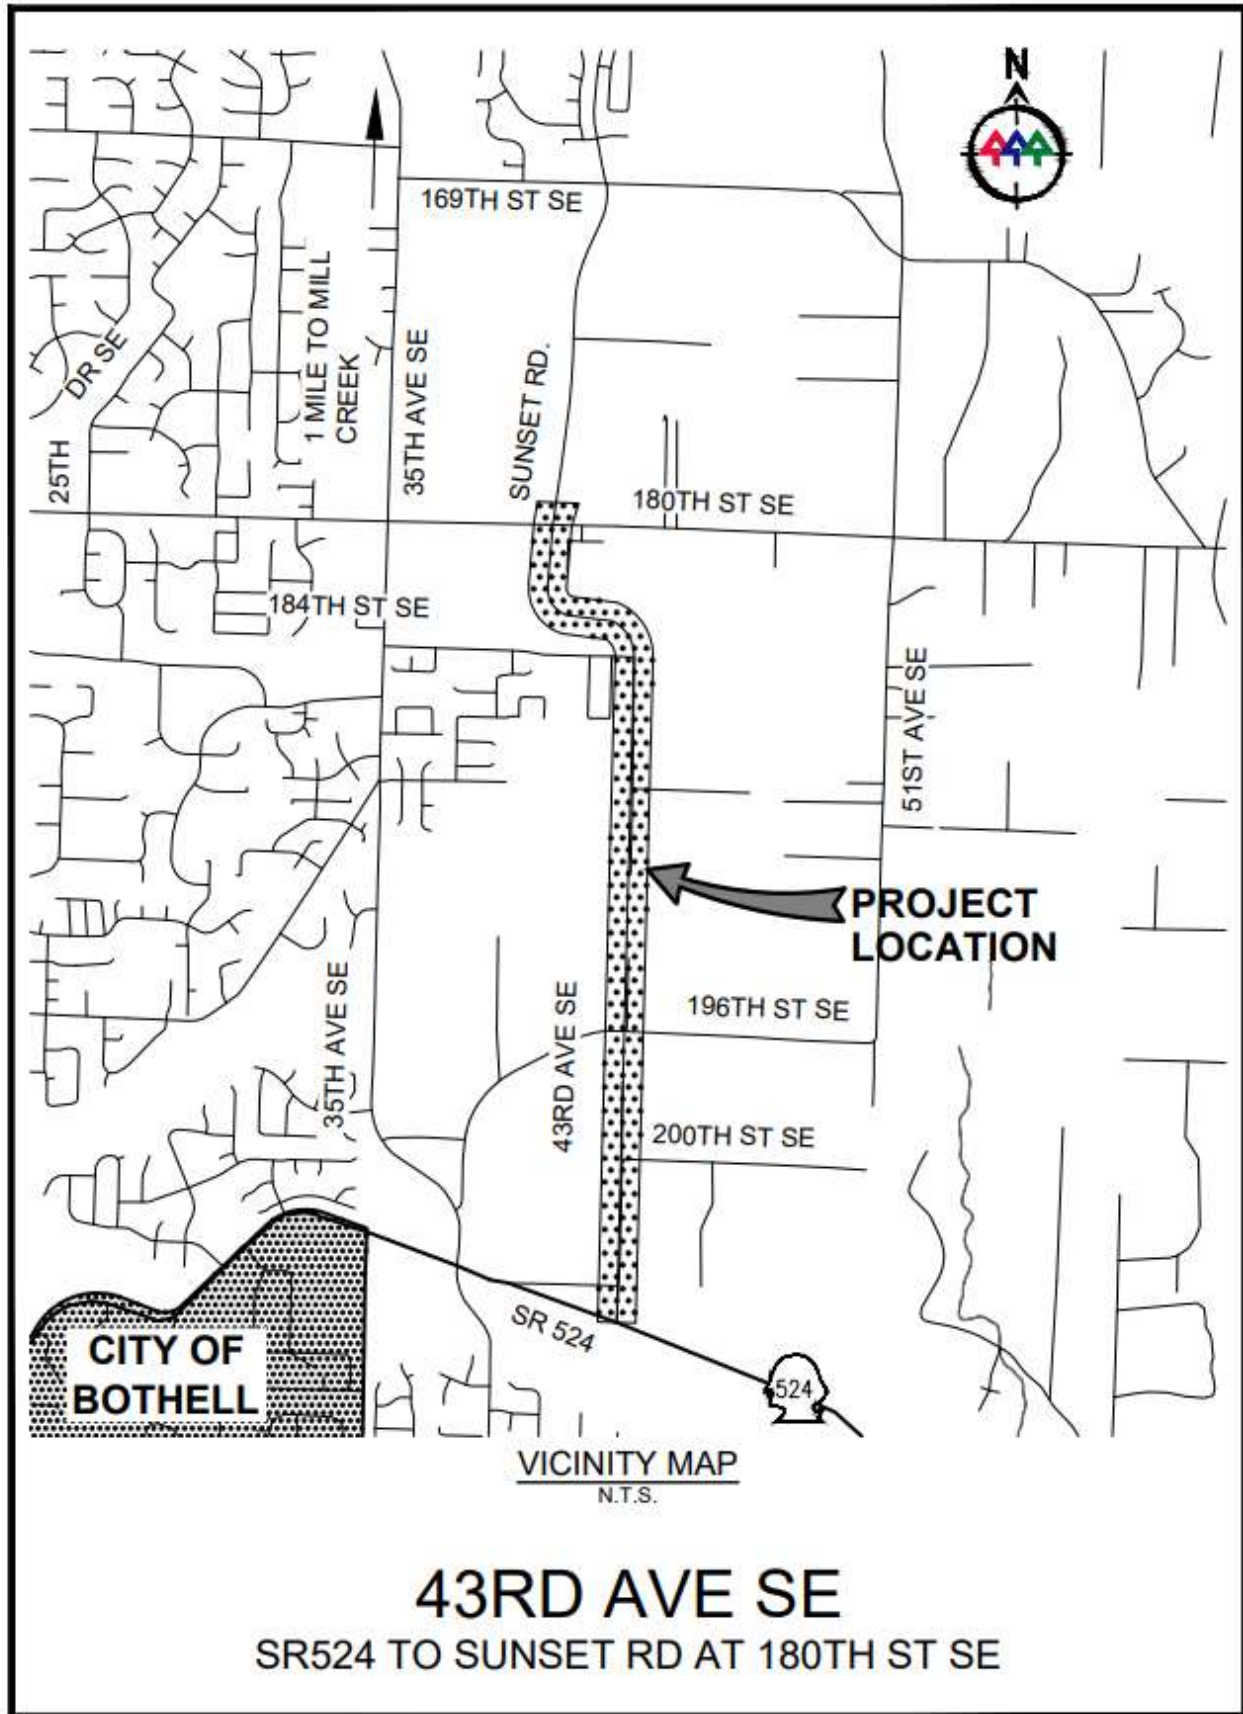 N
169TH ST SE
1 MILE TO MILL
CREEK
35TH AVE SE
SUNSET RD.
DR SE
25TH
180TH ST SE
184TH ST SE
51ST AVE SE
PROJECT
LOCATION
35TH AVE SE
43RD AVE SE
196TH ST SE
200TH ST SE
SR 524
524
CITY OF
BOTHELL
VICINITY MAP
N.T.S.
43RD AVE SE
SR524 TO SUNSET RD AT 180TH ST SE